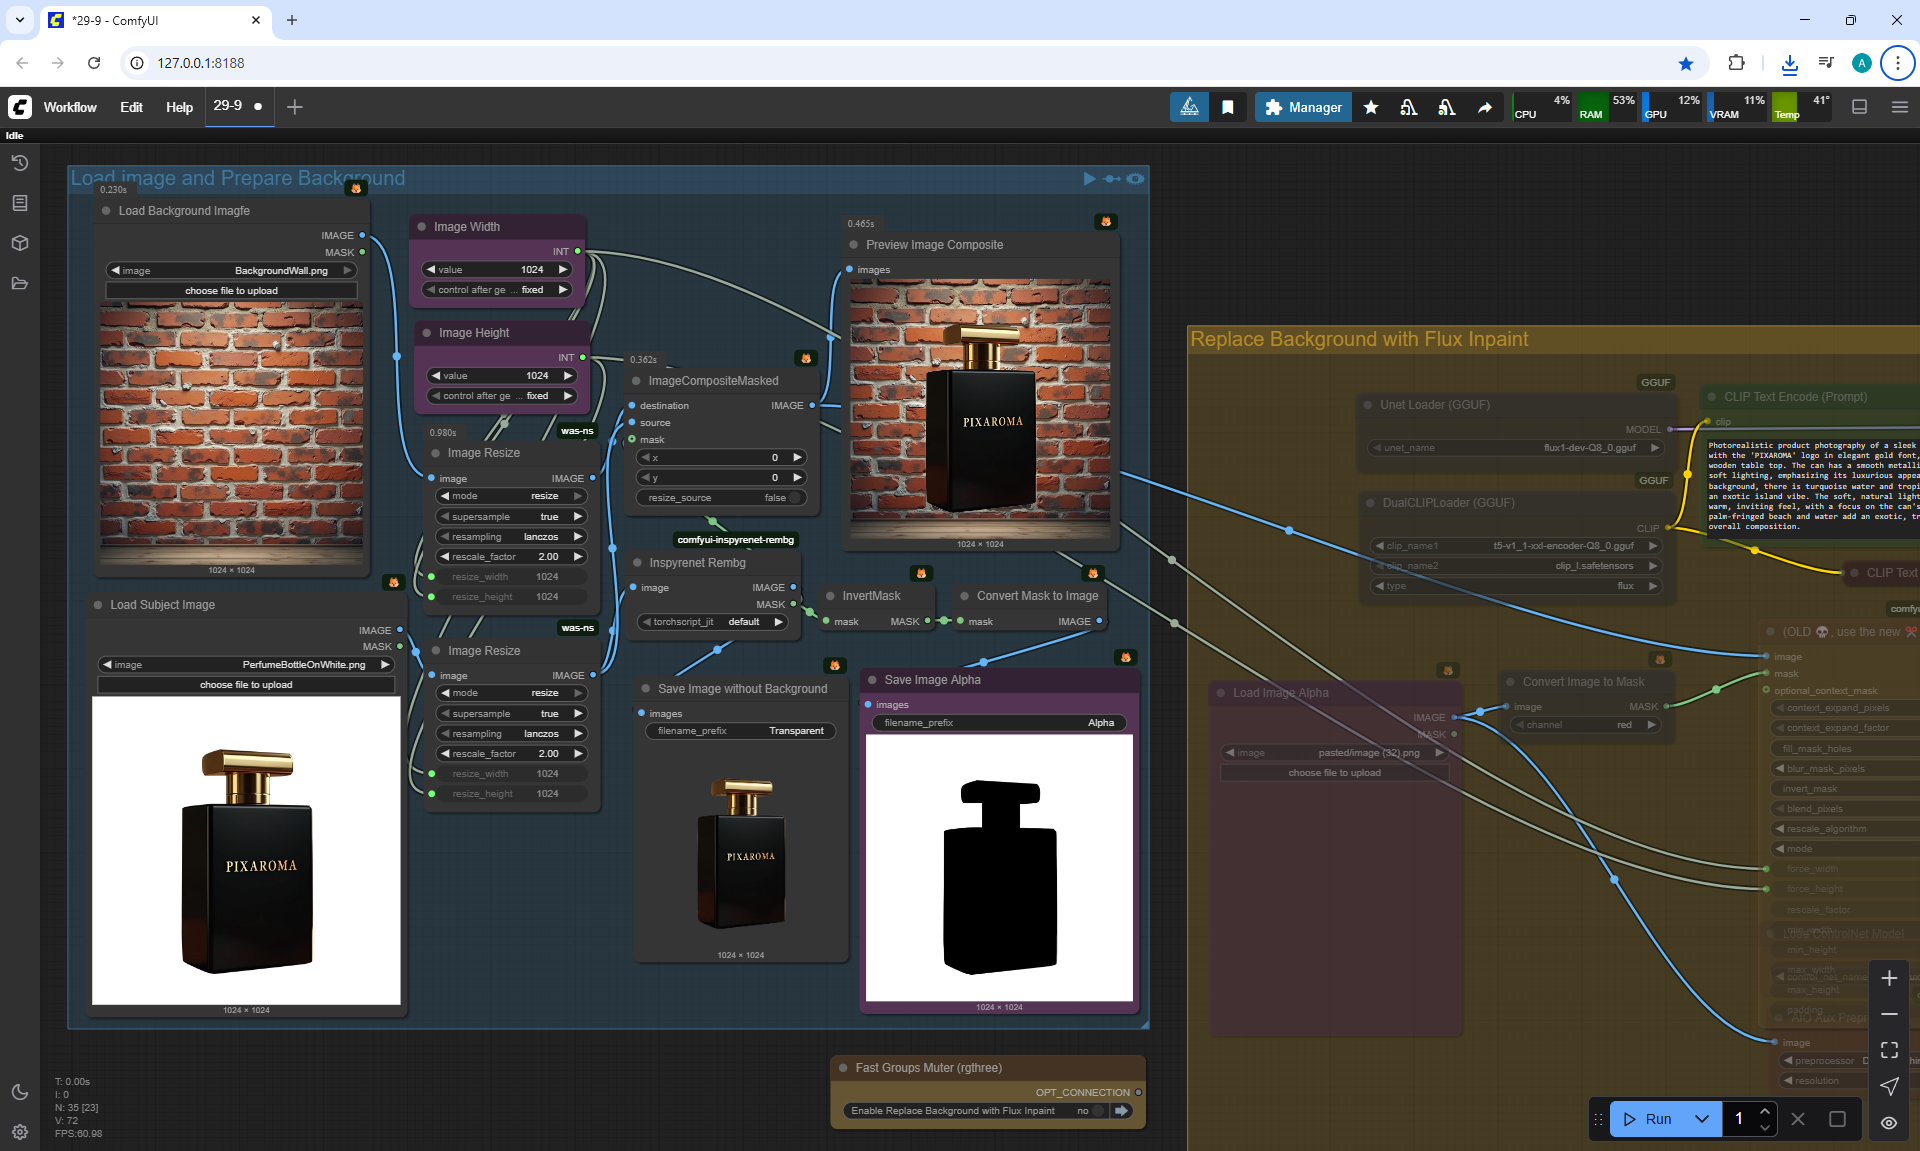 *29-9 - ComfyUI
127.0.0.1:8188
A
Workflow
Edit
Help
29-9
Manager
CPU 4%
RAM 53%
GPU 12%
VRAM 11%
Temp 41°
Idle
Load image and Prepare Background
0.230s
Load Background Imagfe
IMAGE
MASK
image BackgroundWall.png
choose file to upload
1024 × 1024
Load Subject Image
IMAGE
MASK
image PerfumeBottleOnWhite.png
choose file to upload
PIXAROMA
1024 × 1024
Image Width
INT
value 1024
control after ge ... fixed
Image Height
INT
value 1024
control after ge ... fixed
0.980s
was-ns
Image Resize
image IMAGE
mode resize
supersample true
resampling lanczos
rescale_factor 2.00
resize_width 1024
resize_height 1024
was-ns
Image Resize
image IMAGE
mode resize
supersample true
resampling lanczos
rescale_factor 2.00
resize_width 1024
resize_height 1024
0.362s
ImageCompositeMasked
destination IMAGE
source
mask
x 0
y 0
resize_source false
comfyui-inspyrenet-rembg
Inspyrenet Rembg
image IMAGE
MASK
torchscript_jit default
InvertMask
mask MASK
Convert Mask to Image
mask IMAGE
0.465s
Preview Image Composite
images
PIXAROMA
1024 × 1024
Save Image without Background
images
filename_prefix Transparent
PIXAROMA
1024 × 1024
Save Image Alpha
images
filename_prefix Alpha
1024 × 1024
Fast Groups Muter (rgthree)
OPT_CONNECTION
Enable Replace Background with Flux Inpaint no
Replace Background with Flux Inpaint
GGUF
Unet Loader (GGUF)
MODEL
unet_name flux1-dev-Q8_0.gguf
GGUF
DualCLIPLoader (GGUF)
CLIP
clip_name1 t5-v1_1-xxl-encoder-Q8_0.gguf
clip_name2 clip_l.safetensors
type flux
CLIP Text Encode (Prompt)
clip
Photorealistic product photography of a sleek
with the 'PIXAROMA' logo in elegant gold font,
wooden table top. The can has a smooth metalli
soft lighting, emphasizing its luxurious appea
background, there is turquoise water and tropi
an exotic island vibe. The soft, natural light
warm, inviting feel, with a focus on the can's
palm-fringed beach and water add an exotic, tr
overall composition.
CLIP Text
comfyu
(OLD 💀, use the new ✂️
image
mask
optional_context_mask
context_expand_pixels
context_expand_factor
fill_mask_holes
blur_mask_pixels
invert_mask
blend_pixels
rescale_algorithm
mode
force_width
force_height
rescale_factor
min_width
min_height
max_width
max_height
padding
Load ControlNet Model
AIO Aux Prepr
image
preprocessor
resolution
Load Image Alpha
IMAGE
MASK
image pasted/image (32).png
choose file to upload
Convert Image to Mask
image MASK
channel red
T: 0.00s
I: 0
N: 35 [23]
V: 72
FPS:60.98
Run
1